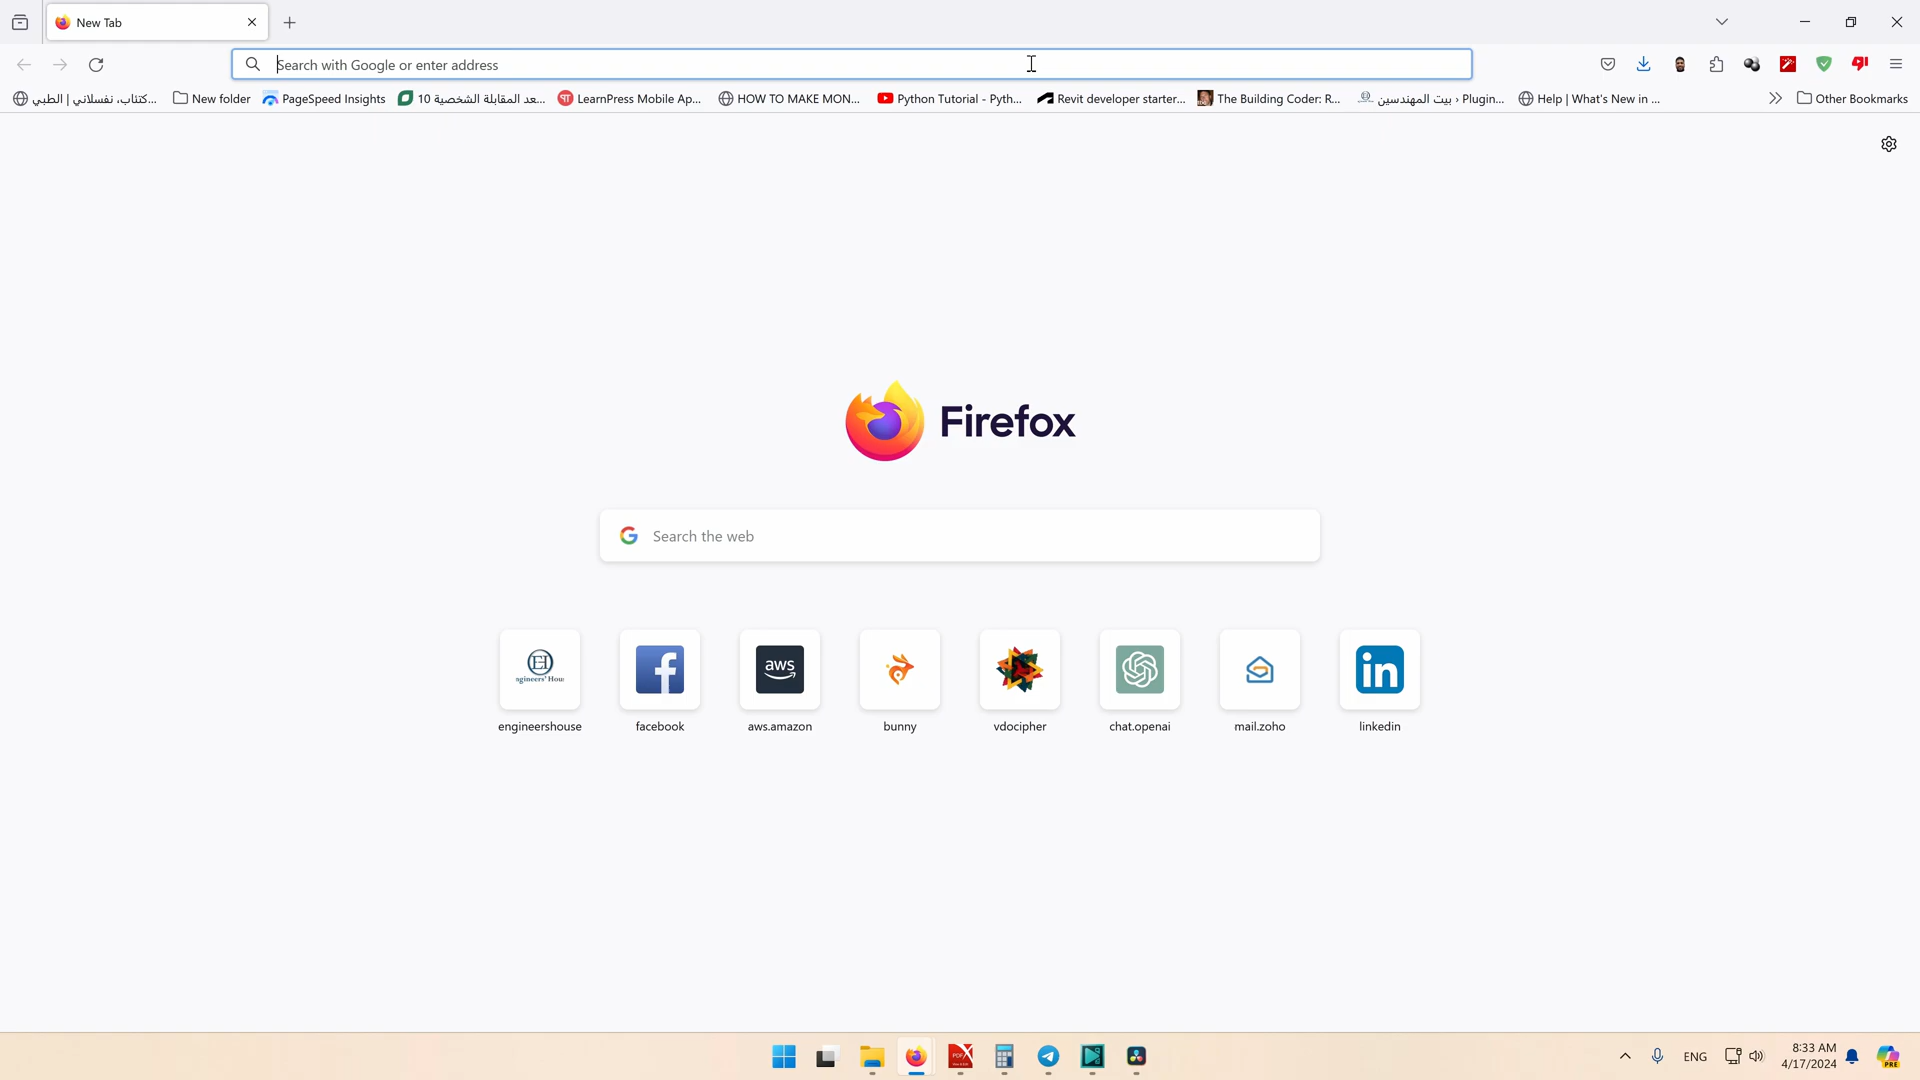 New Tab
Search with Google or enter address
كتئاب، نفسلاني | الطبي...
New folder
PageSpeed Insights
10 عد المقابلة الشخصية...
LearnPress Mobile Ap...
HOW TO MAKE MON...
Python Tutorial - Pyth...
Revit developer starter...
The Building Coder: R...
بيت المهندسين ‹ Plugin...
Help | What's New in ...
Other Bookmarks
Firefox
Search the web
aws
engineershouse
facebook
aws.amazon
bunny
vdocipher
chat.openai
mail.zoho
linkedin
ENG
8:33 AM
4/17/2024
PRE